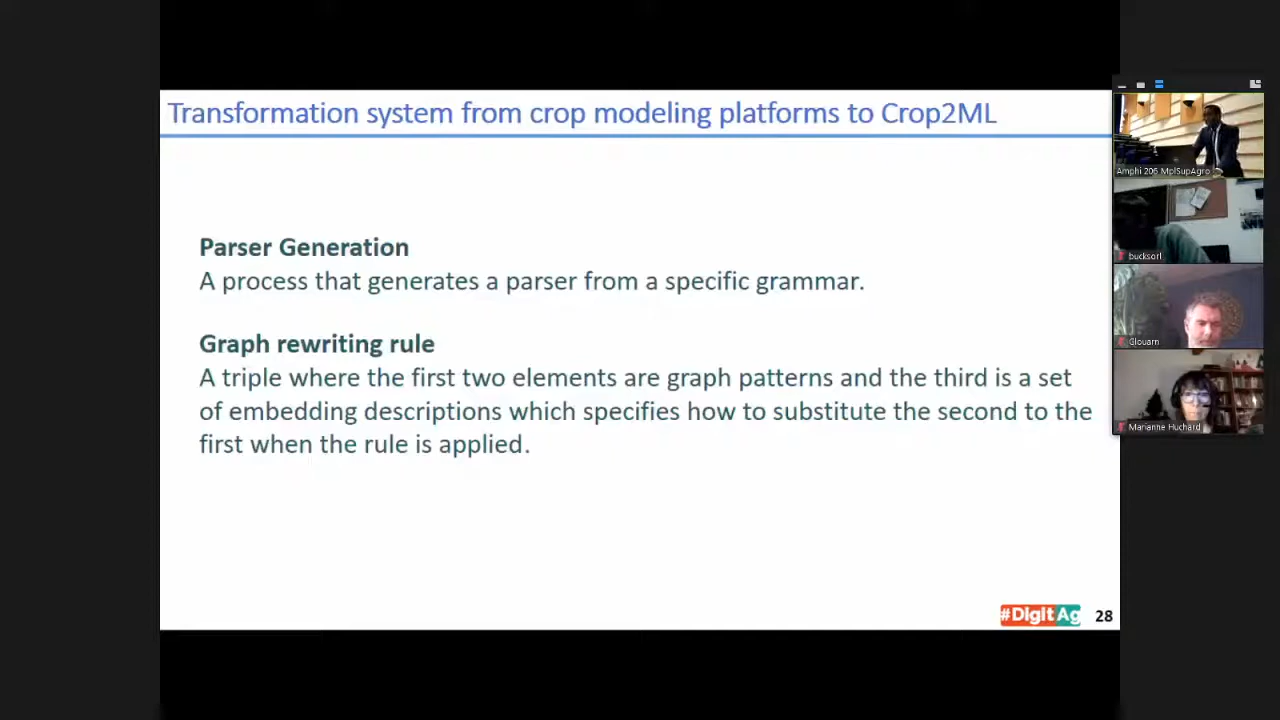 Transformation system from crop modeling platforms to Crop2ML
Parser Generation
A process that generates a parser from a specific grammar.
Graph rewriting rule
A triple where the first two elements are graph patterns and the third is a set
of embedding descriptions which specifies how to substitute the second to the
first when the rule is applied.
#DigitAg
28
Amphi 206 MplSupAgro
bucksorl
Glouarn
Marianne Huchard